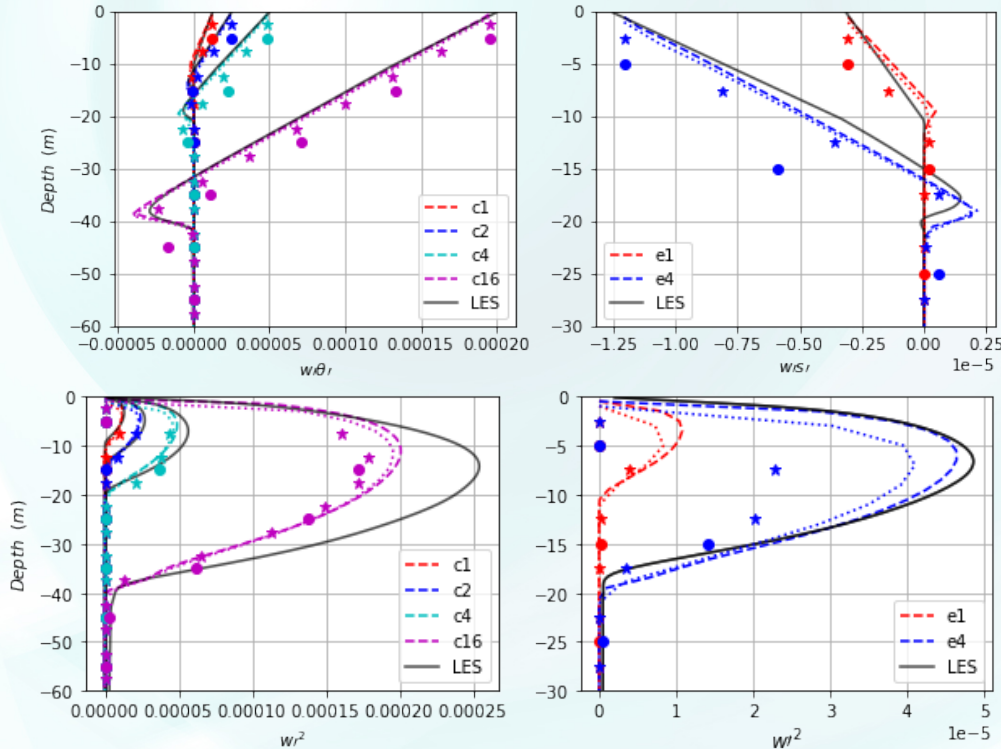 0
−10
−20
−30
−40
−50
−60
Depth (m)
−0.00005 0.00000 0.00005 0.00010 0.00015 0.00020
w′θ′
c1
c2
c4
c16
LES
0
−5
−10
−15
−20
−25
−30
−1.25 −1.00 −0.75 −0.50 −0.25 0.00 0.25
1e−5
w′s′
e1
e4
LES
0
−10
−20
−30
−40
−50
−60
Depth (m)
0.00000 0.00005 0.00010 0.00015 0.00020 0.00025
w′²
c1
c2
c4
c16
LES
0
−5
−10
−15
−20
−25
−30
0 1 2 3 4 5
1e−5
w′²
e1
e4
LES